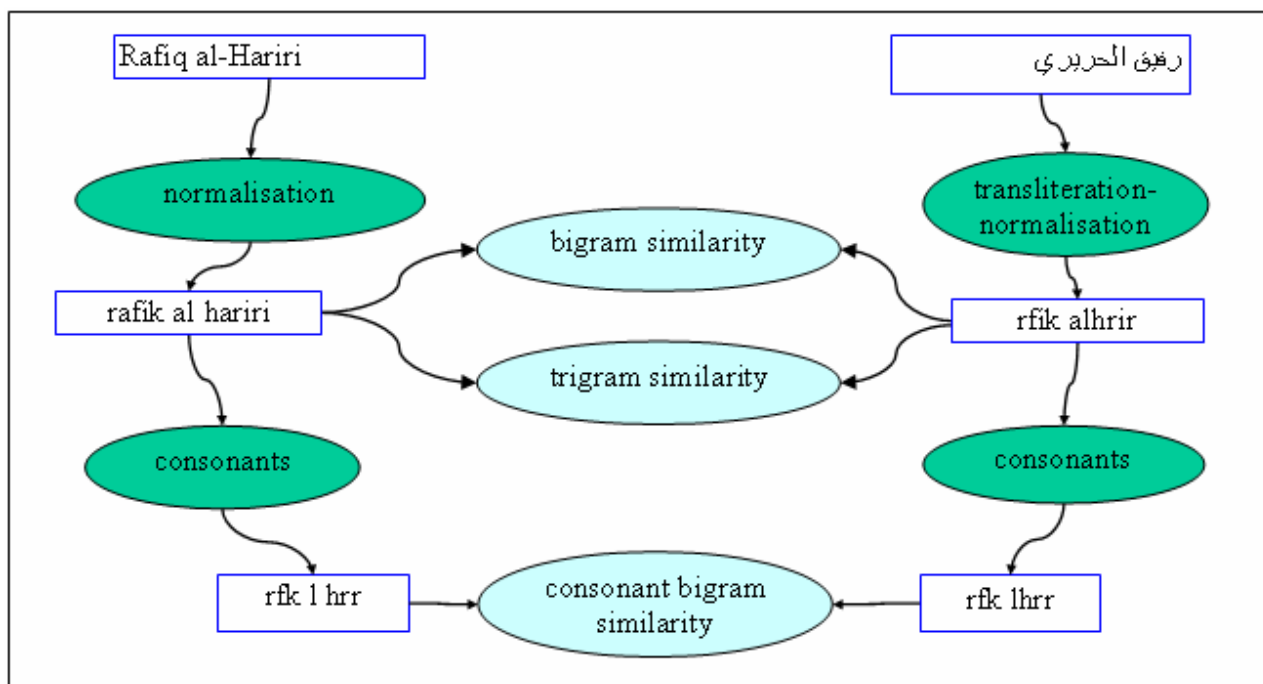 Rafiq al-Hariri
رفيق الحريري
normalisation
transliteration-
normalisation
bigram similarity
rafik al hariri
rfik alhrir
trigram similarity
consonants
consonants
rfk l hrr
consonant bigram
similarity
rfk lhrr